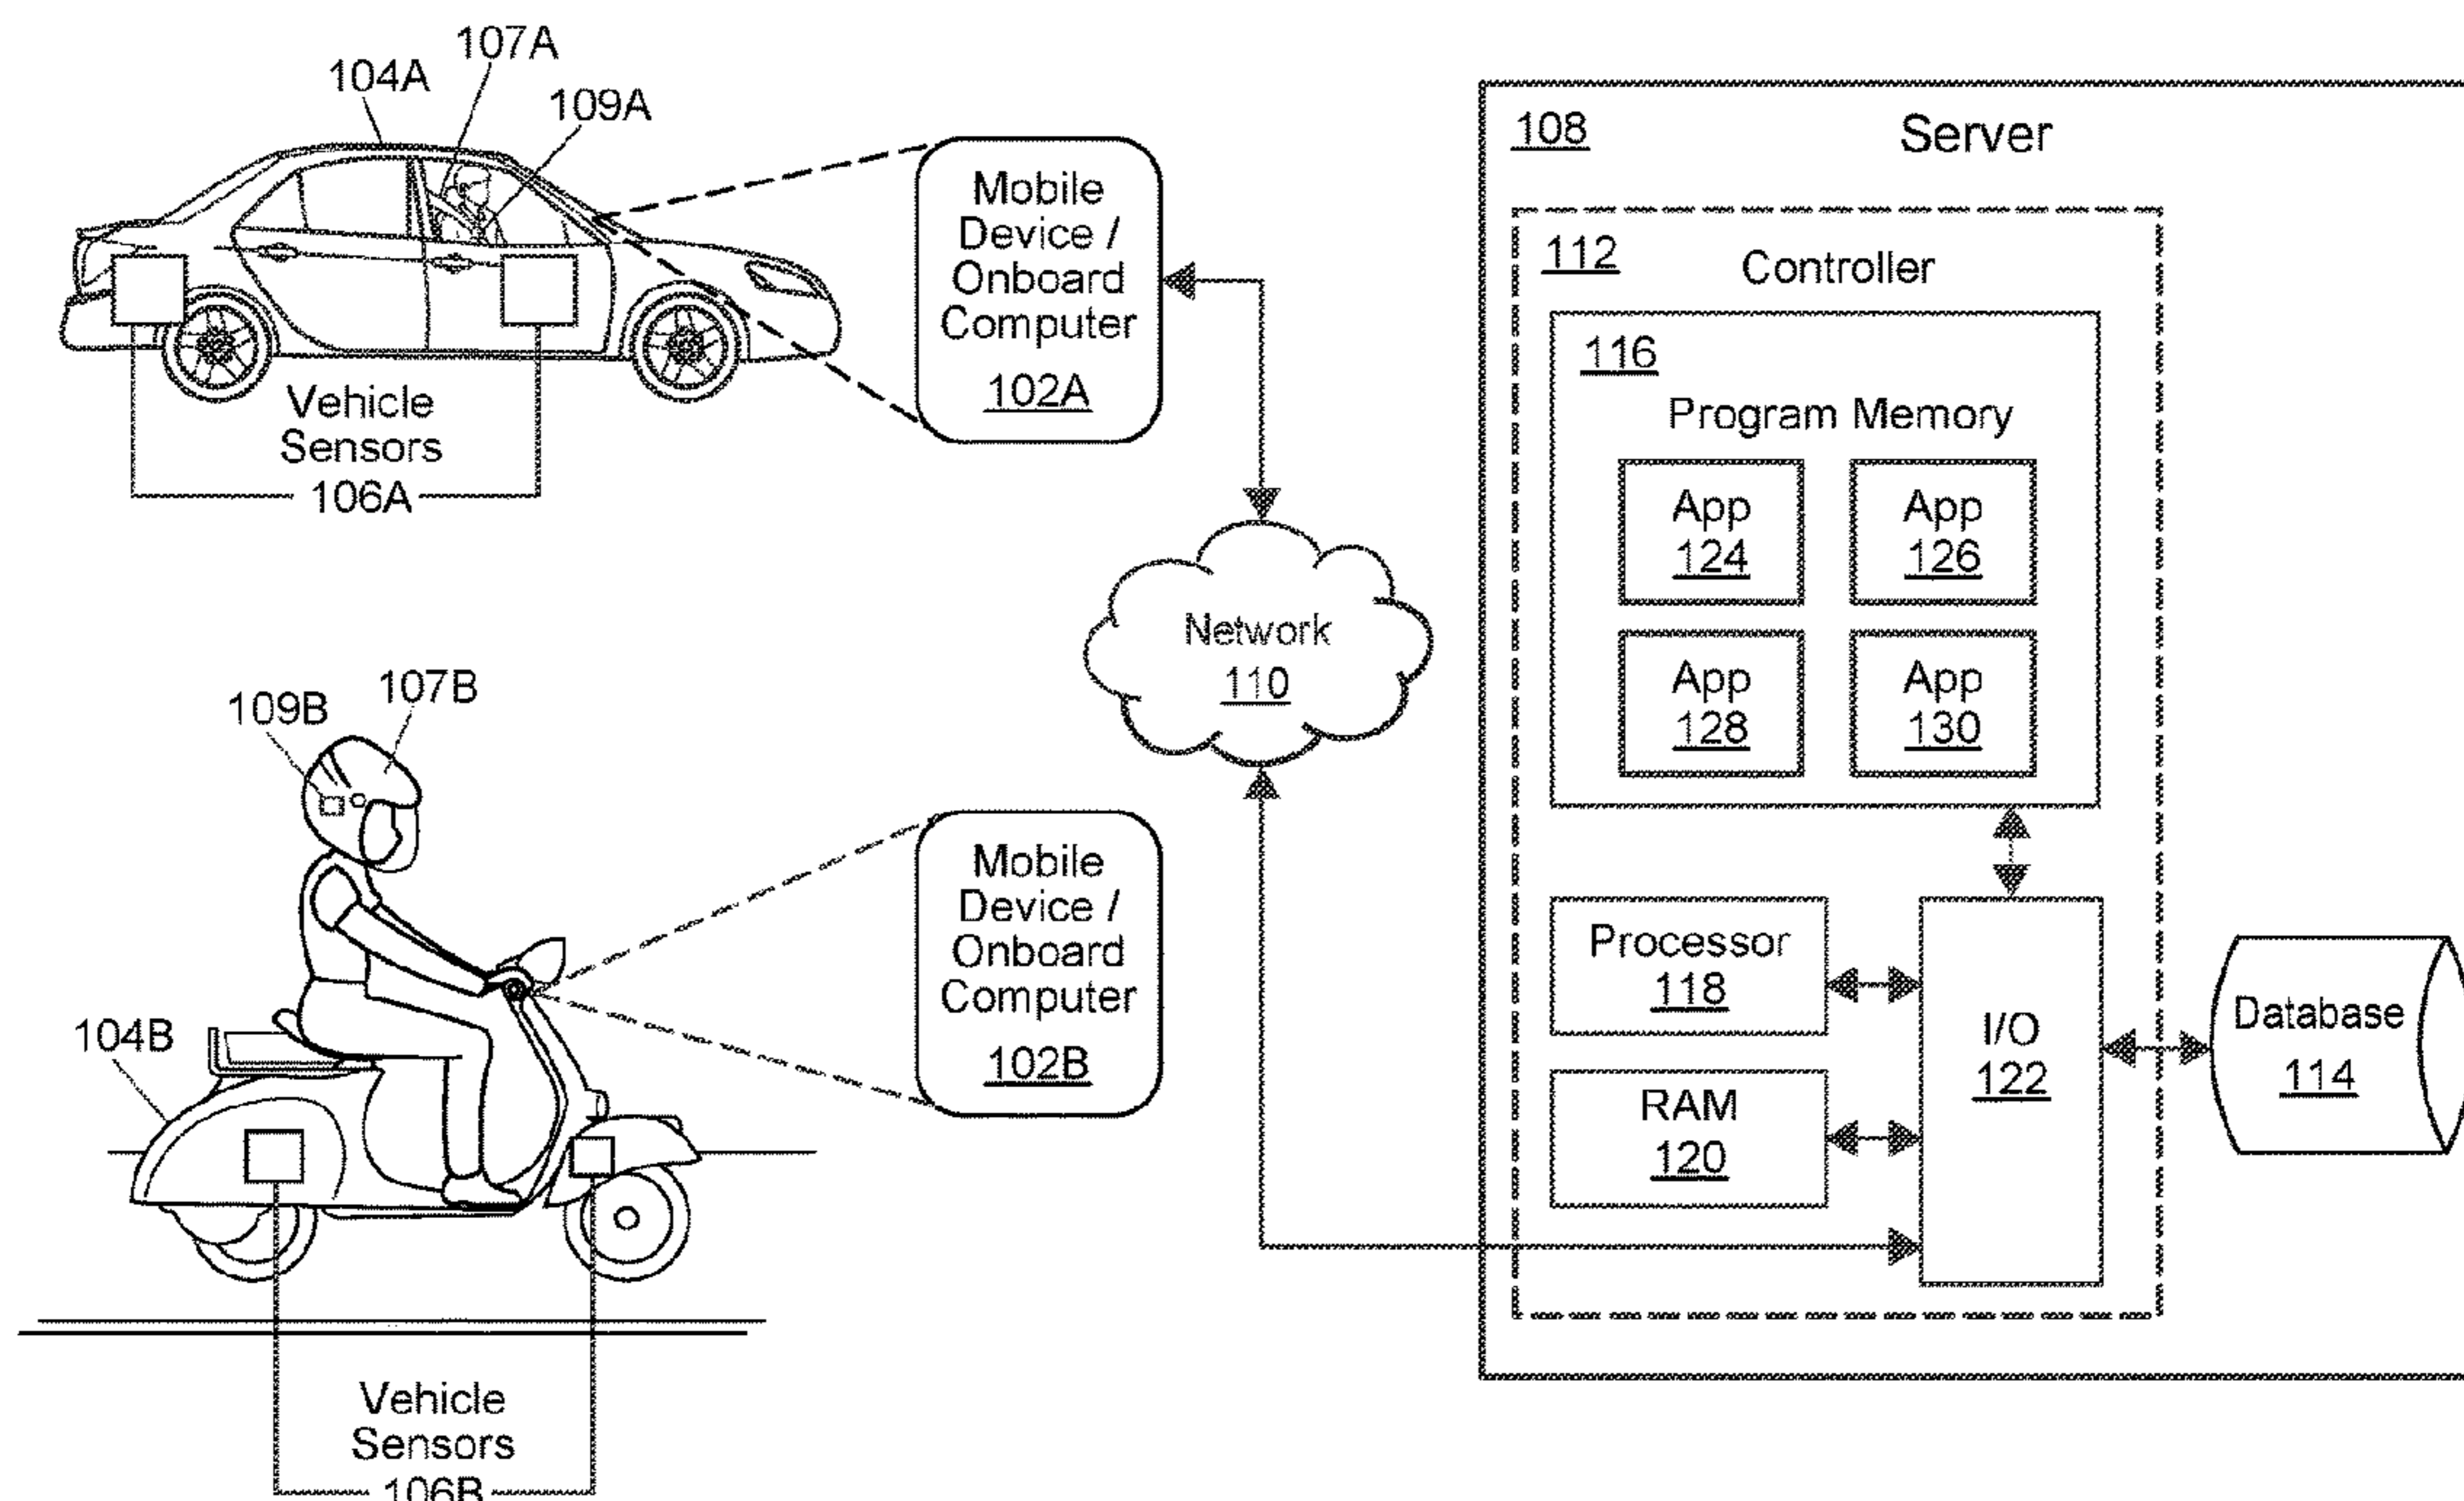 107A
104A
109A
Mobile
Device /
Onboard
Computer
102A
Vehicle
Sensors
106A
Network
110
109B
107B
104B
Mobile
Device /
Onboard
Computer
102B
Vehicle
Sensors
106B
108
Server
112
Controller
116
Program Memory
App
124
App
126
App
128
App
130
Processor
118
RAM
120
I/O
122
Database
114